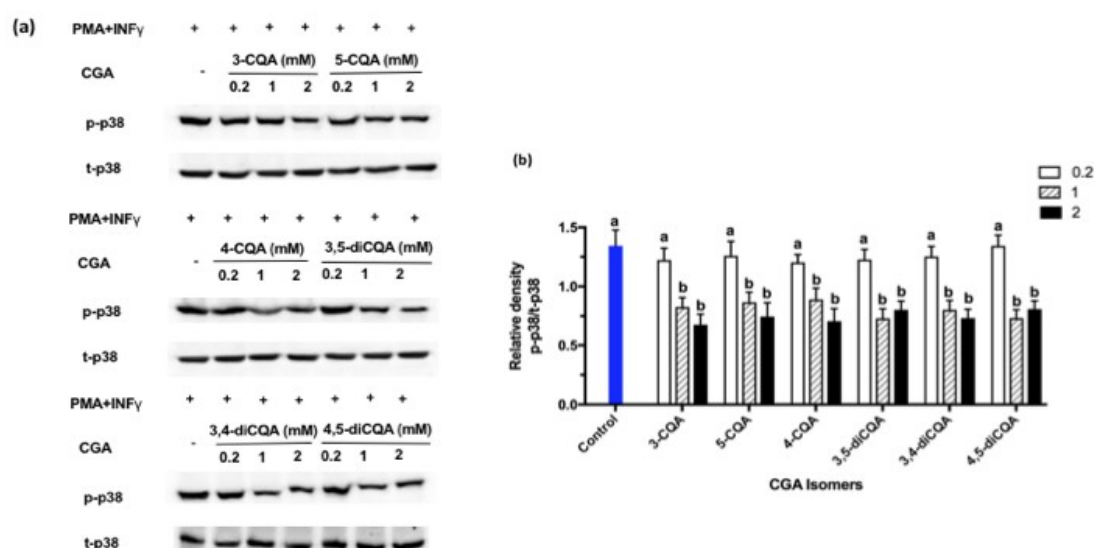 (a)
PMA+INFγ + + + + + + +
3-CQA (mM) 5-CQA (mM)
CGA -
0.2 1 2 0.2 1 2
p-p38
t-p38
PMA+INFγ + + + + + + +
4-CQA (mM) 3,5-diCQA (mM)
CGA -
0.2 1 2 0.2 1 2
p-p38
t-p38
PMA+INFγ + + + + + + +
3,4-diCQA (mM) 4,5-diCQA (mM)
CGA -
0.2 1 2 0.2 1 2
p-p38
t-p38
(b)
0.2
1
2
Relative density
p-p38/t-p38
1.5
1.0
0.5
0.0
a a b b a b b a b b a b b a b b a b b
Control 3-CQA 5-CQA 4-CQA 3,5-diCQA 3,4-diCQA 4,5-diCQA
CGA Isomers